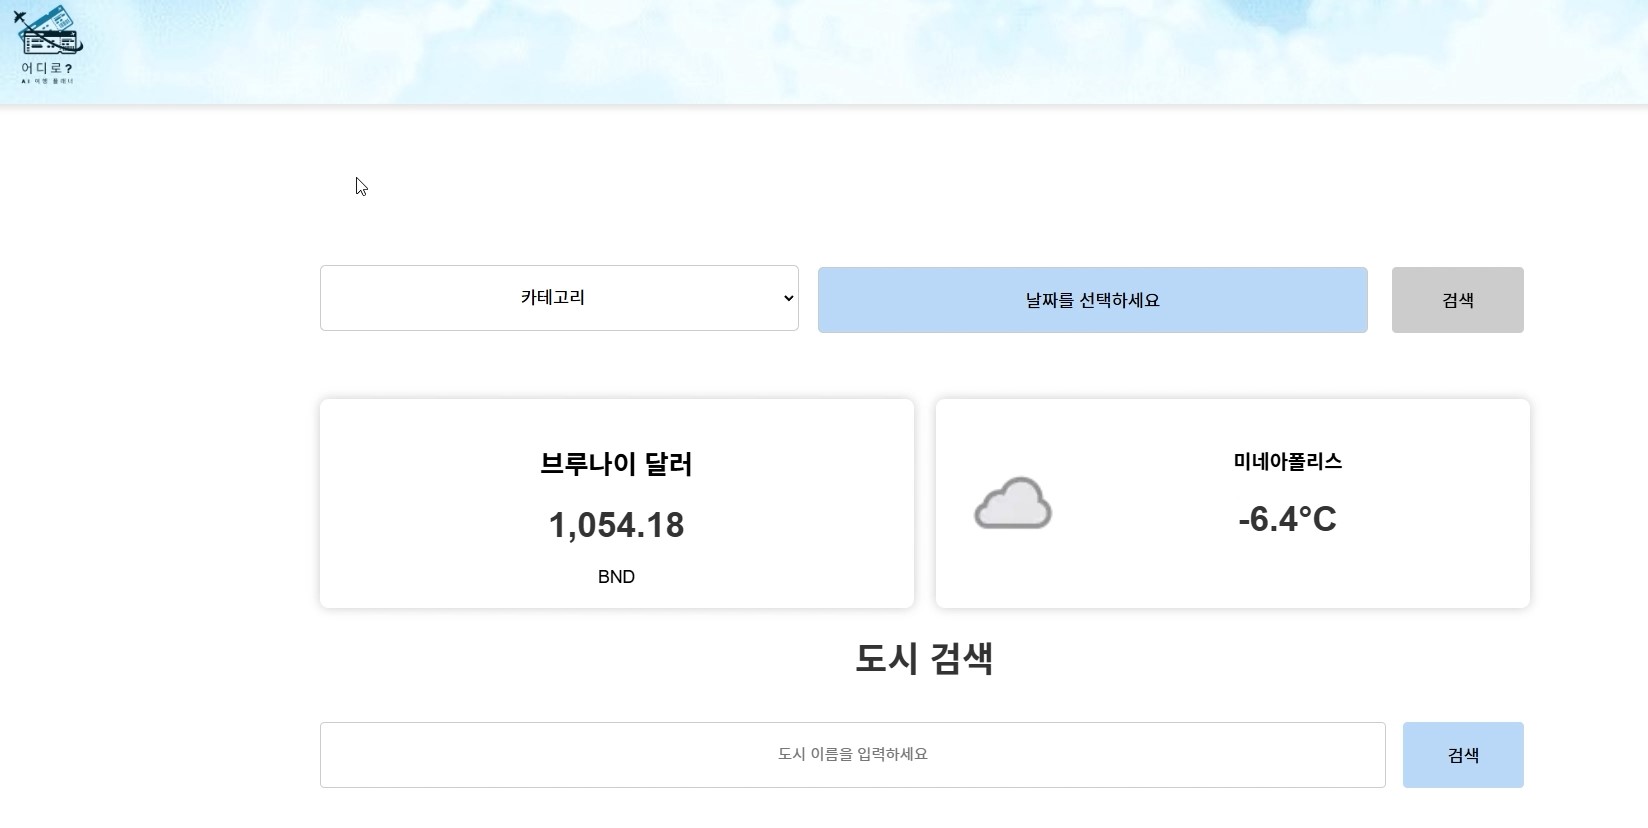 어디로?
AI 여행 플래너
카테고리
날짜를 선택하세요
검색
브루나이 달러
1,054.18
BND
미네아폴리스
-6.4°C
도시 검색
도시 이름을 입력하세요
검색